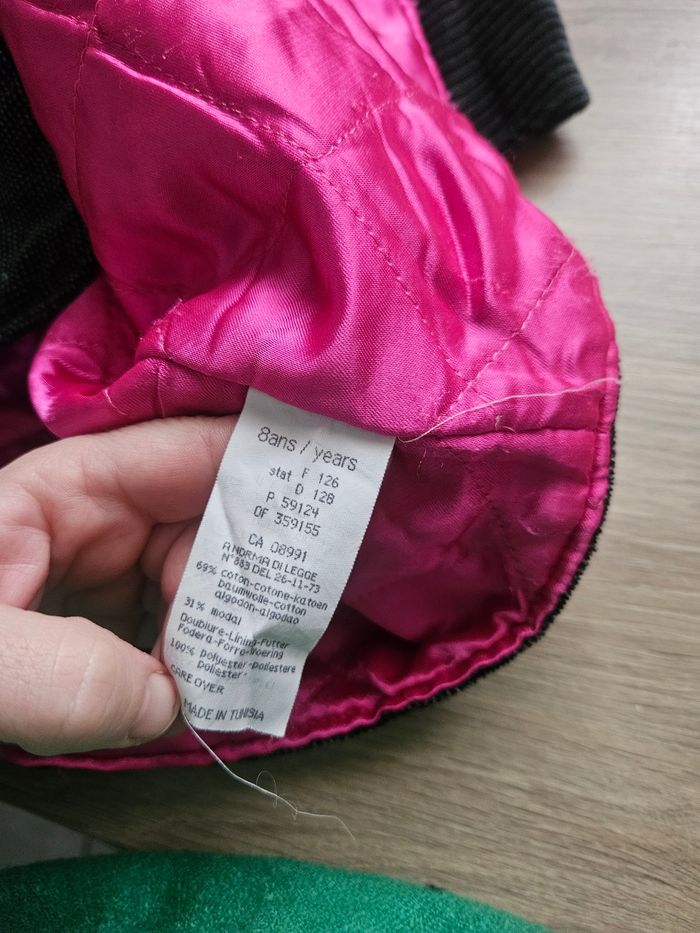 8ans / years
stat F 126
D 128
P 59124
OF 359155
CA 08991
A NORMA DI LEGGE
N°883 DEL 26-11-73
69% coton-cotone-katoen
baumwolle-cotton
algodon-algodao
31% modal
Doublure-Lining-Futter
Fodera-Forro-Voering
100% polyester-poliestere
poliester
CARE OVER
MADE IN TUNISIA